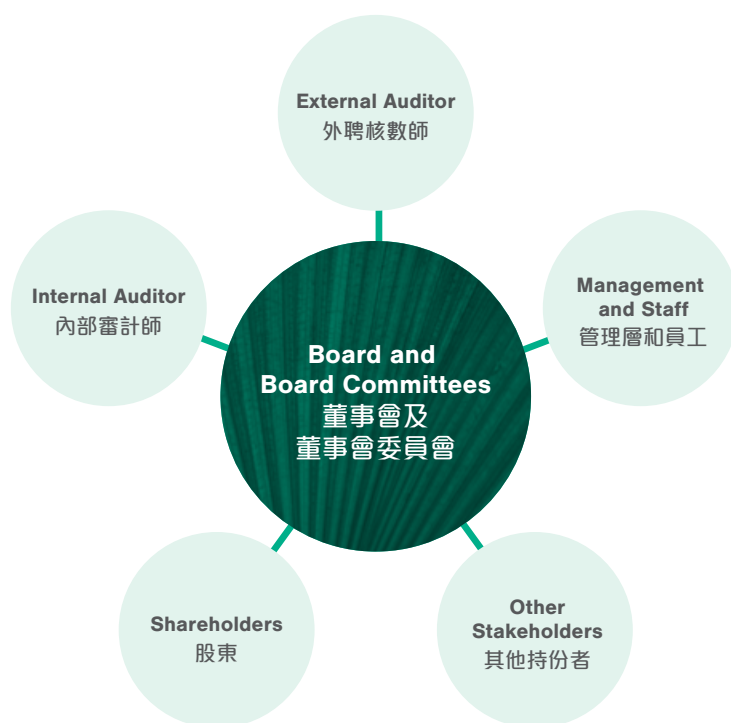 External Auditor
外聘核數師
Internal Auditor
內部審計師
Management
and Staff
管理層和員工
Board and
Board Committees
董事會及
董事會委員會
Shareholders
股東
Other
Stakeholders
其他持份者